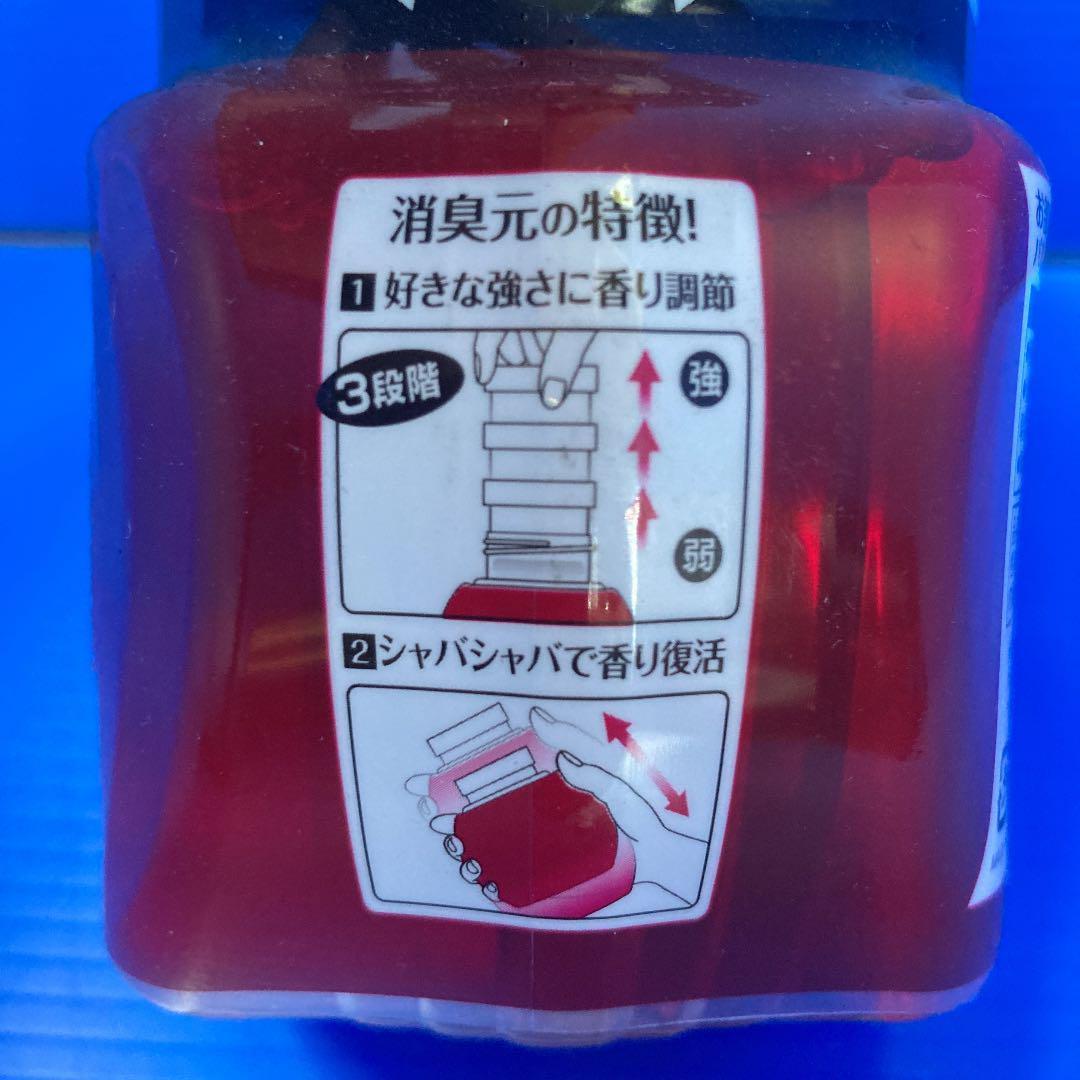 消臭元の特徴!
1 好きな強さに香り調節
3段階
強
弱
2 シャバシャバで香り復活